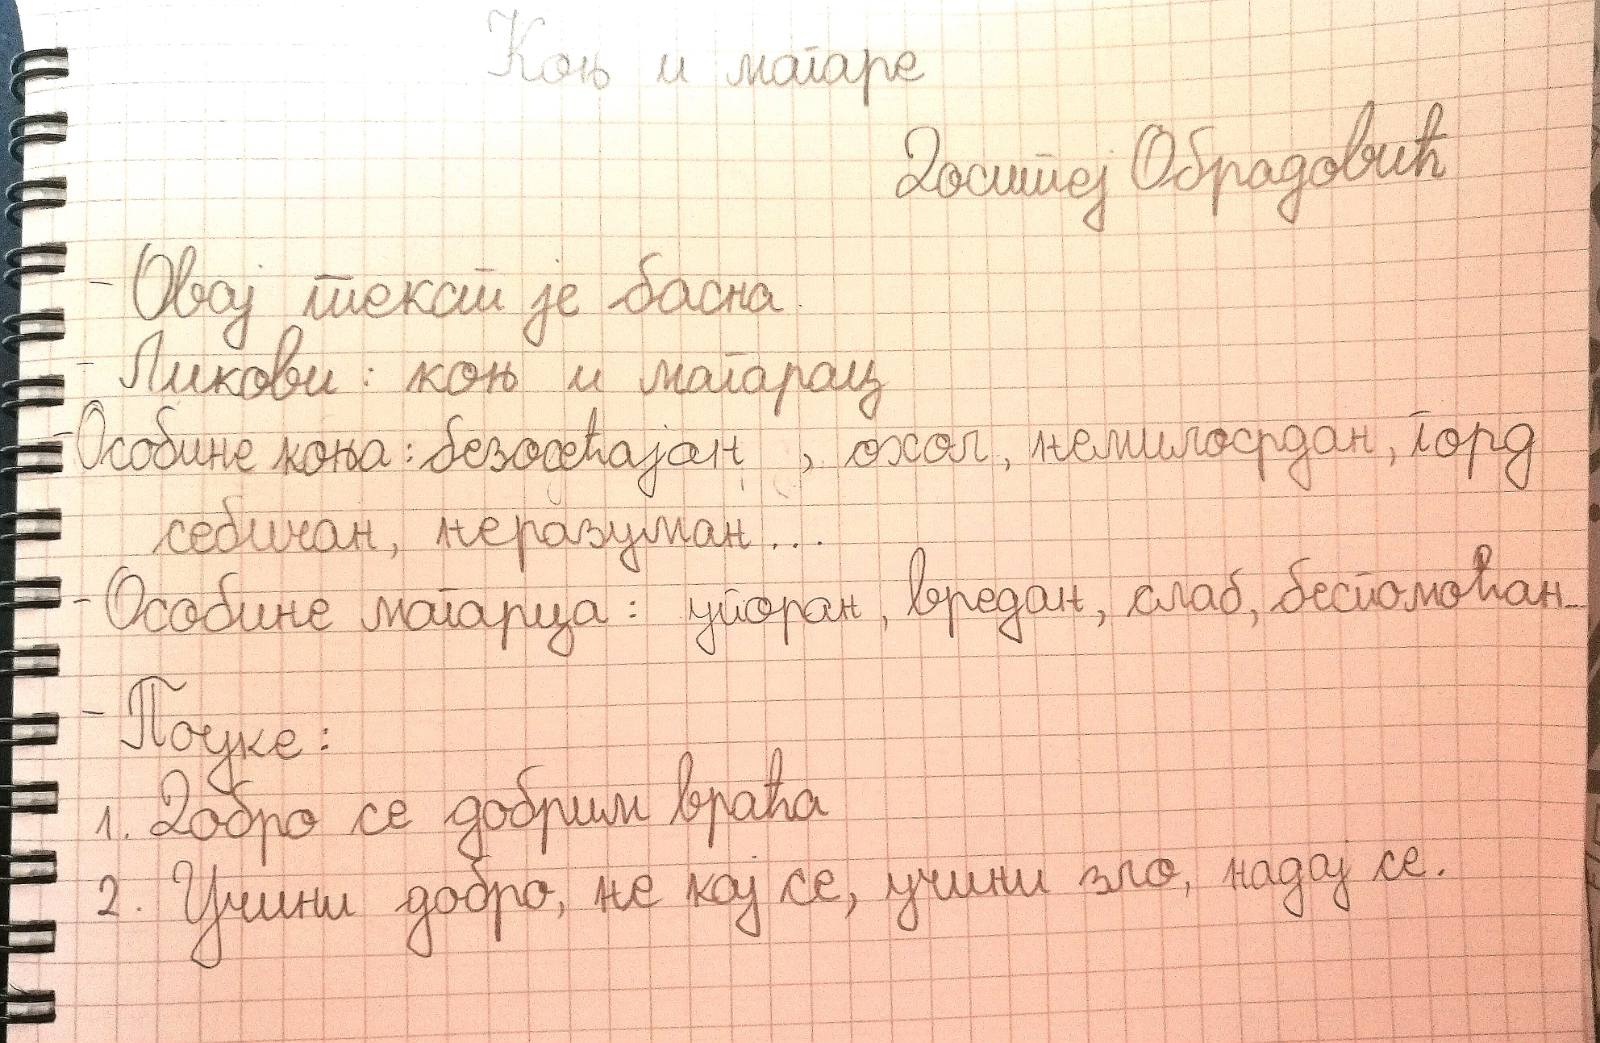 Коњ и магаре
Доситеј Обрадовић
- Овај текст је басна.
- Ликови: коњ и магарац
- Особине коња: безосећајан, охол, немилосрдан, горд
себичан, неразуман...
- Особине магарца: упоран, вредан, слаб, беспомоћан...
- Поуке:
1. Добро се добрим враћа
2. Учини добро, не кај се, учини зло, надај се.